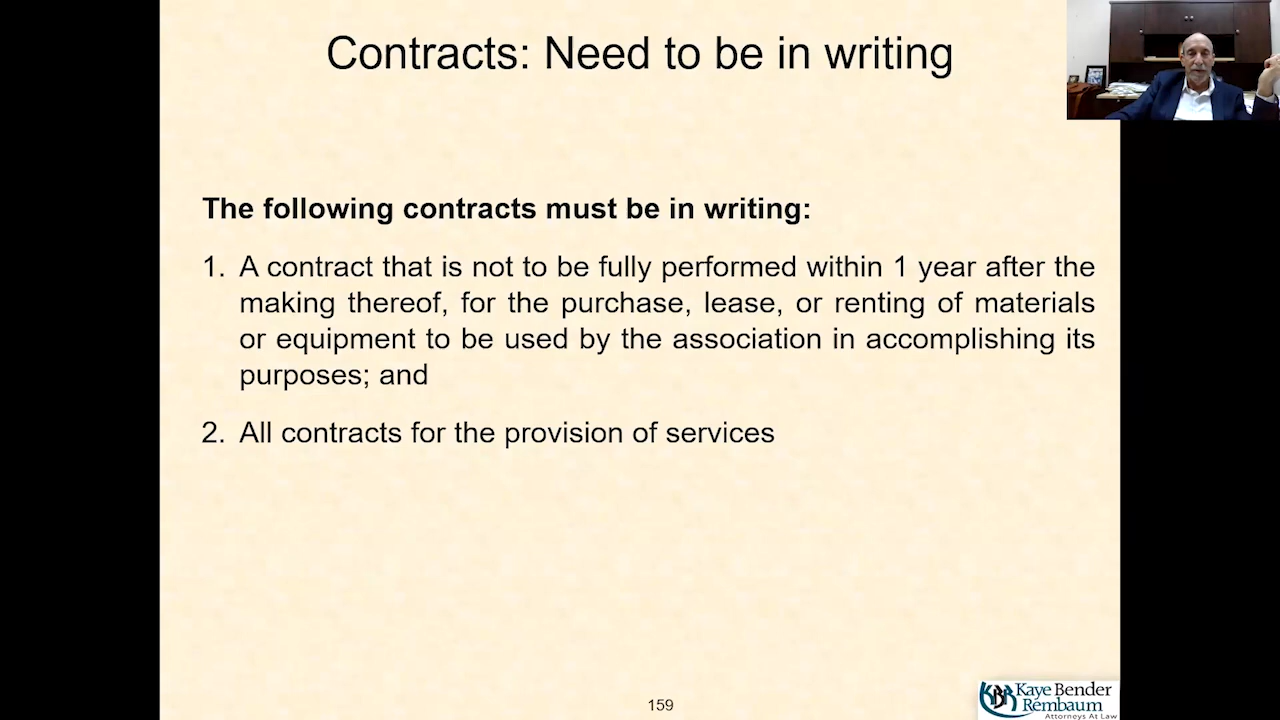 Contracts: Need to be in writing
The following contracts must be in writing:
1. A contract that is not to be fully performed within 1 year after the
making thereof, for the purchase, lease, or renting of materials
or equipment to be used by the association in accomplishing its
purposes; and
2. All contracts for the provision of services
159
KBR Kaye Bender
Rembaum
Attorneys At Law